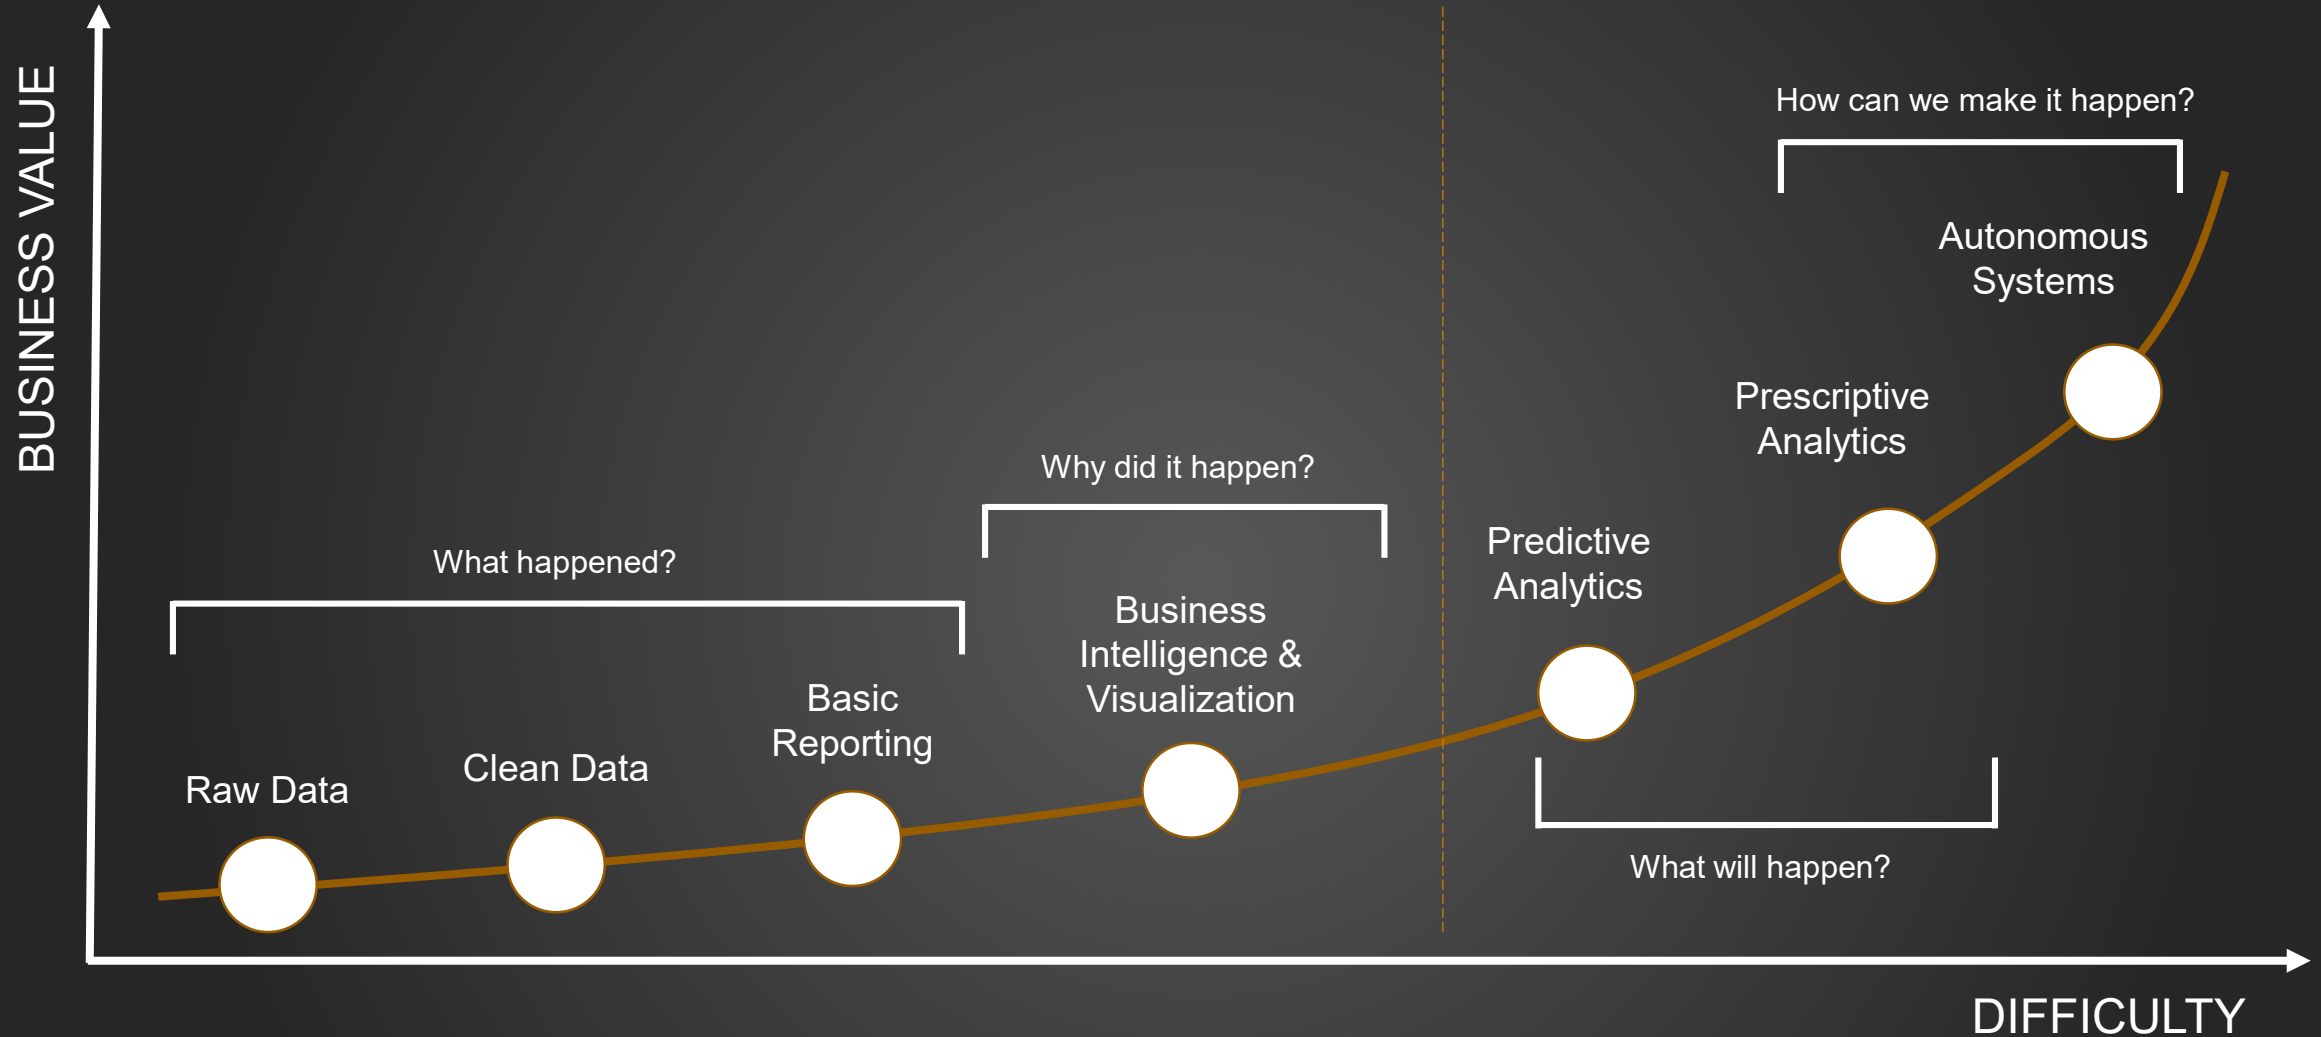 BUSINESS VALUE
How can we make it happen?
Autonomous
Systems
Prescriptive
Analytics
Why did it happen?
Predictive
Analytics
What happened?
Business
Intelligence &
Visualization
Basic
Reporting
Clean Data
Raw Data
What will happen?
DIFFICULTY